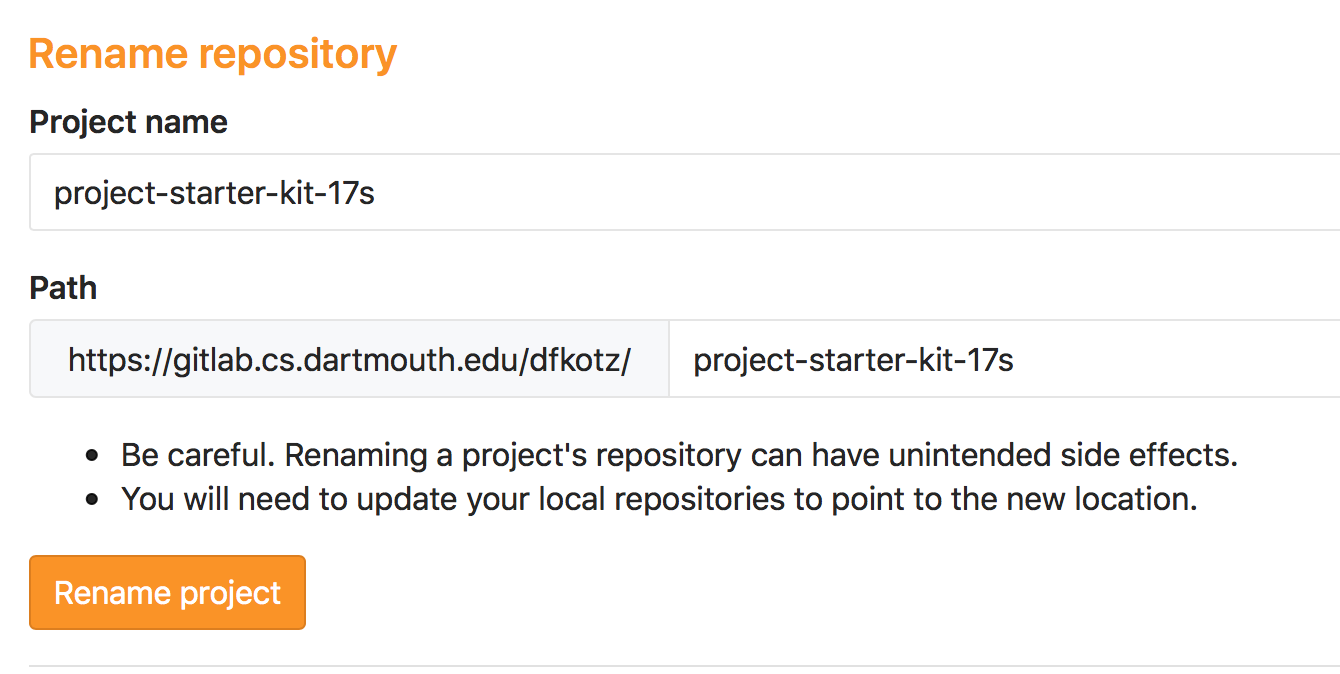 Rename repository
Project name
project-starter-kit-17s
Path
https://gitlab.cs.dartmouth.edu/dfkotz/ project-starter-kit-17s
• Be careful. Renaming a project's repository can have unintended side effects.
• You will need to update your local repositories to point to the new location.
Rename project